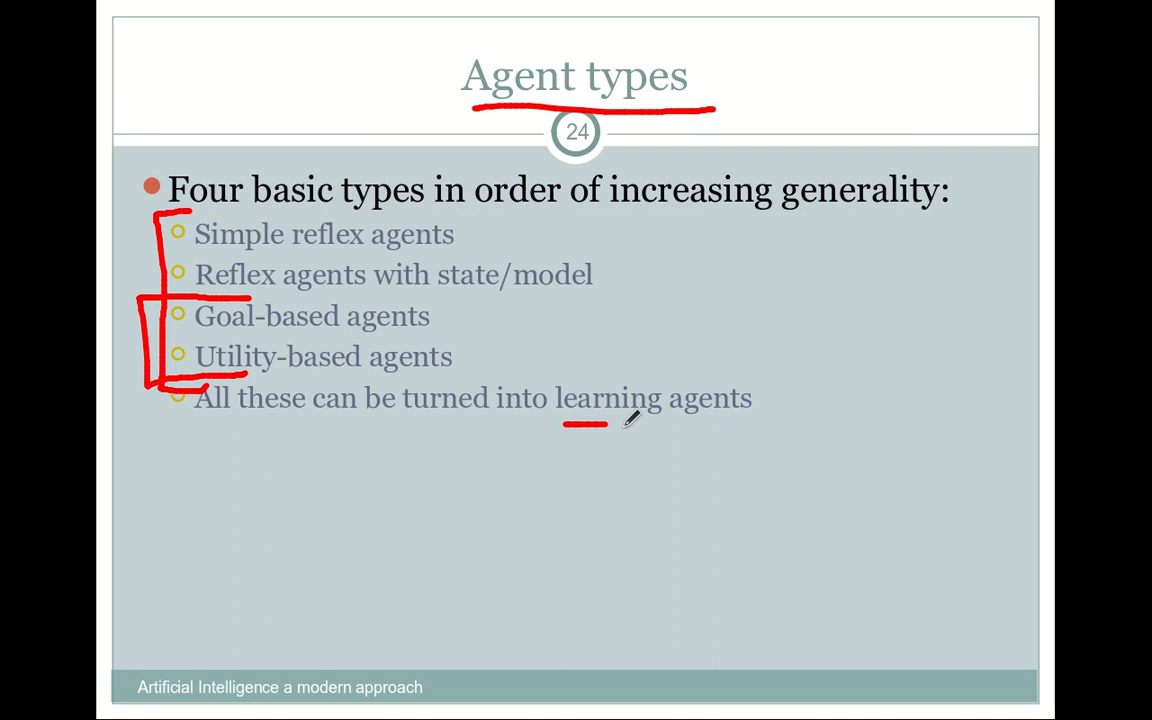 Agent types
24
Four basic types in order of increasing generality:
Simple reflex agents
Reflex agents with state/model
Goal-based agents
Utility-based agents
All these can be turned into learning agents
Artificial Intelligence a modern approach